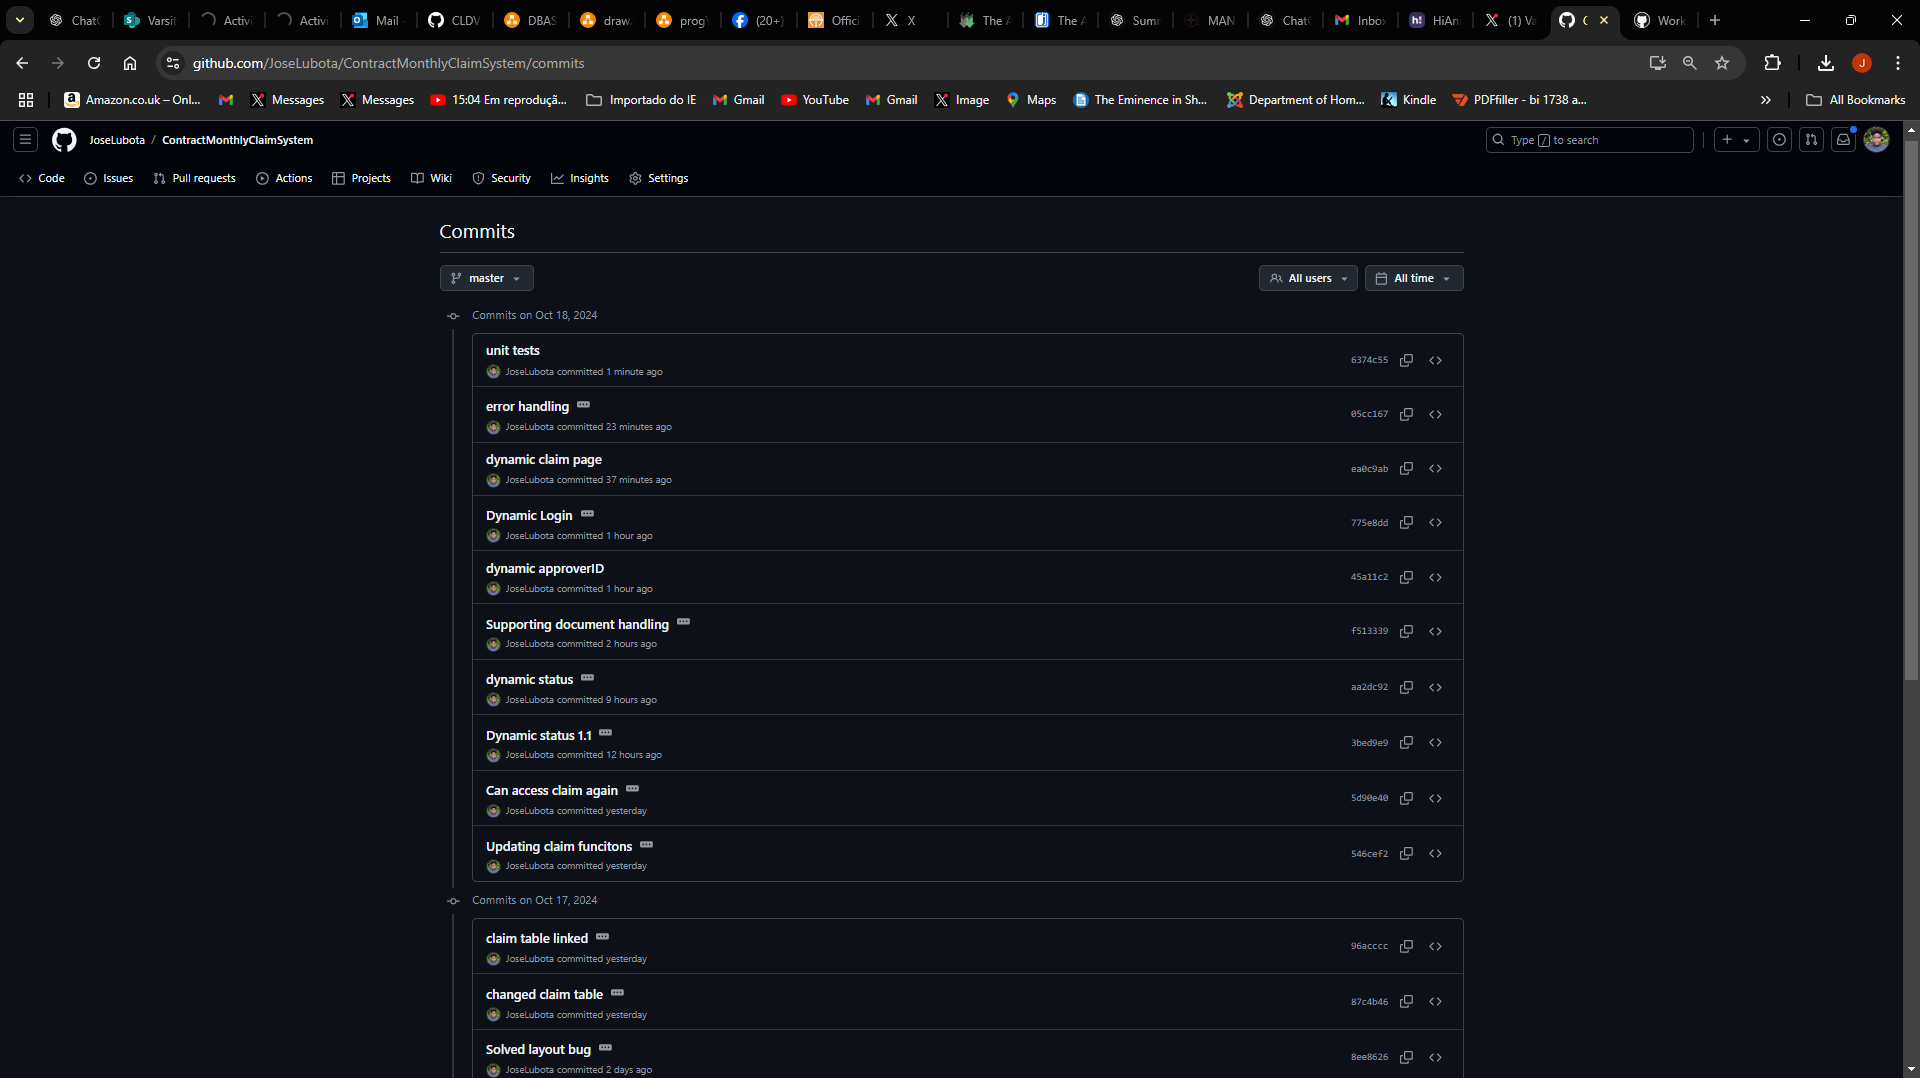 ChatG
Varsit
Activi
Activi
Mail
CLDV
DBAS
draw.
prog
(20+)
Offici
X
The A
The A
Sum
MAN
ChatG
Inbox
HiAni
(1) Va
Work
github.com/JoseLubota/ContractMonthlyClaimSystem/commits
J
Amazon.co.uk – Onl...
Messages
Messages
15:04 Em reproduçã...
Importado do IE
Gmail
YouTube
Gmail
Image
Maps
The Eminence in Sh...
Department of Hom...
Kindle
PDFfiller - bi 1738 a...
All Bookmarks
JoseLubota / ContractMonthlyClaimSystem
Type / to search
Code
Issues
Pull requests
Actions
Projects
Wiki
Security
Insights
Settings
Commits
master
All users
All time
Commits on Oct 18, 2024
unit tests
6374c55
JoseLubota committed 1 minute ago
error handling
05cc167
JoseLubota committed 23 minutes ago
dynamic claim page
ea0c9ab
JoseLubota committed 37 minutes ago
Dynamic Login
775e8dd
JoseLubota committed 1 hour ago
dynamic approverID
45a11c2
JoseLubota committed 1 hour ago
Supporting document handling
f513339
JoseLubota committed 2 hours ago
dynamic status
aa2dc92
JoseLubota committed 9 hours ago
Dynamic status 1.1
3bed9e9
JoseLubota committed 12 hours ago
Can access claim again
5d90e40
JoseLubota committed yesterday
Updating claim funcitons
546cef2
JoseLubota committed yesterday
Commits on Oct 17, 2024
claim table linked
96acccc
JoseLubota committed yesterday
changed claim table
87c4b46
JoseLubota committed yesterday
Solved layout bug
8ee8626
JoseLubota committed 2 days ago